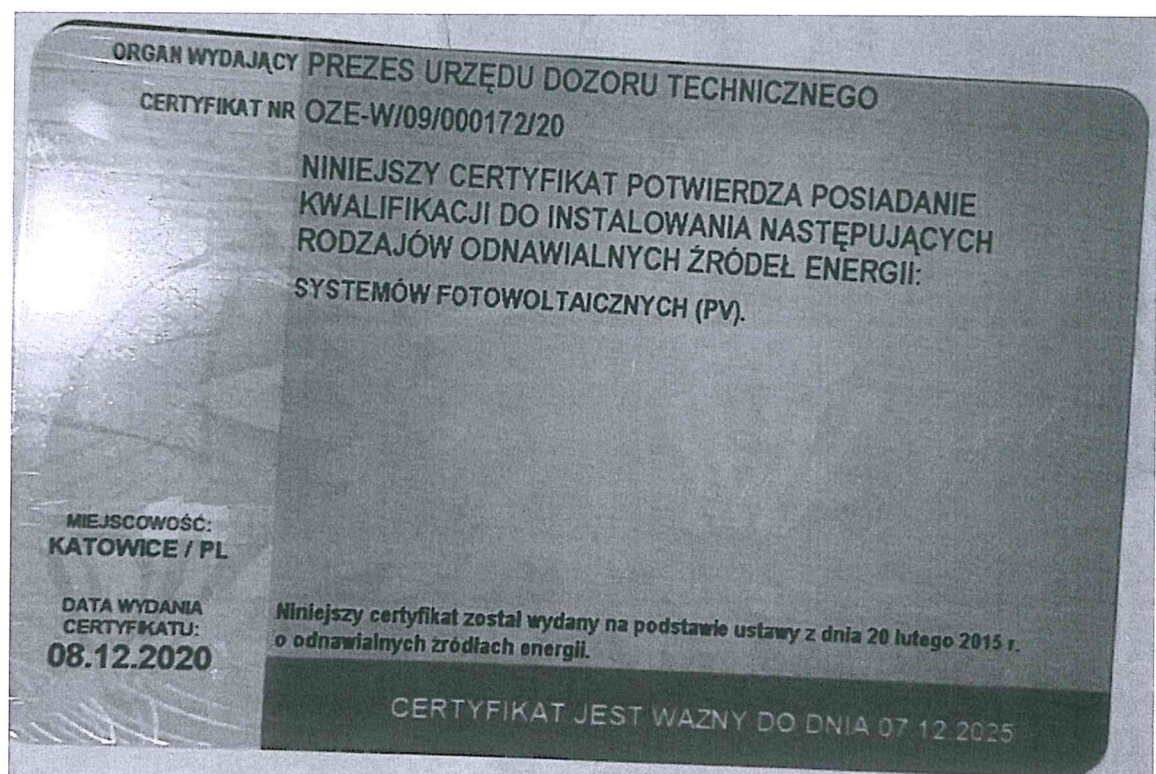 ORGAN WYDAJĄCY PREZES URZĘDU DOZORU TECHNICZNEGO
CERTYFIKAT NR OZE-W/09/000172/20
NINIEJSZY CERTYFIKAT POTWIERDZA POSIADANIE
KWALIFIKACJI DO INSTALOWANIA NASTĘPUJĄCYCH
RODZAJÓW ODNAWIALNYCH ŹRÓDEŁ ENERGII:
SYSTEMÓW FOTOWOLTAICZNYCH (PV).
MIEJSCOWOŚĆ:
KATOWICE / PL
DATA WYDANIA
CERTYFIKATU:
08.12.2020
Niniejszy certyfikat został wydany na podstawie ustawy z dnia 20 lutego 2015 r.
o odnawialnych źródłach energii.
CERTYFIKAT JEST WAŻNY DO DNIA 07.12.2025